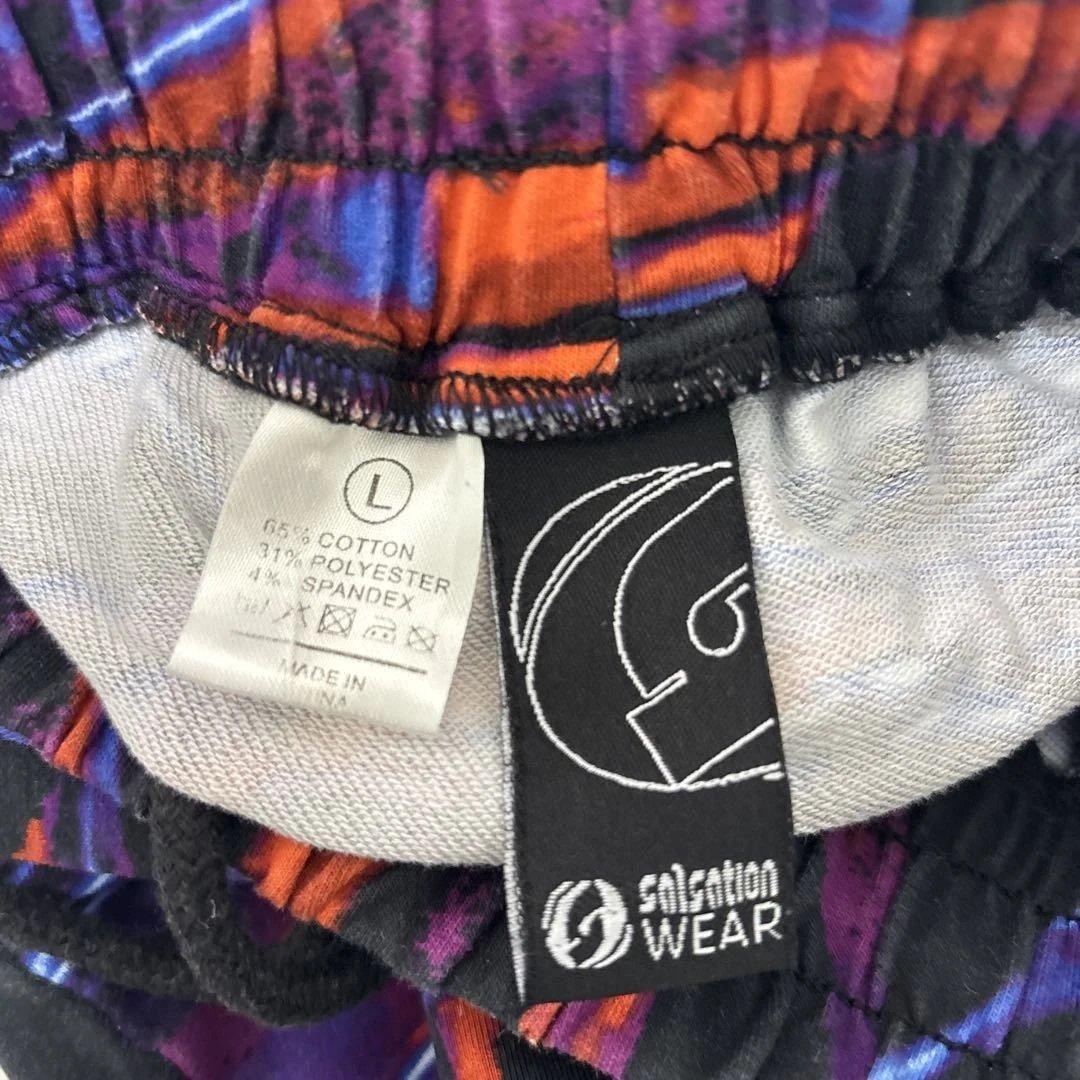 L
65% COTTON
31% POLYESTER
4% SPANDEX
MADE IN
salsation
WEAR